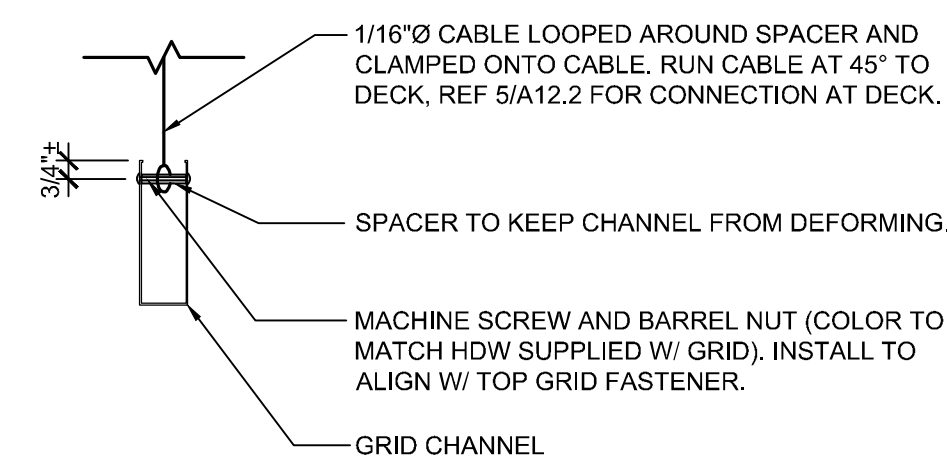 1/16"Ø CABLE LOOPED AROUND SPACER AND
CLAMPED ONTO CABLE. RUN CABLE AT 45° TO
DECK, REF 5/A12.2 FOR CONNECTION AT DECK.
3/4"±
SPACER TO KEEP CHANNEL FROM DEFORMING.
MACHINE SCREW AND BARREL NUT (COLOR TO
MATCH HDW SUPPLIED W/ GRID). INSTALL TO
ALIGN W/ TOP GRID FASTENER.
GRID CHANNEL